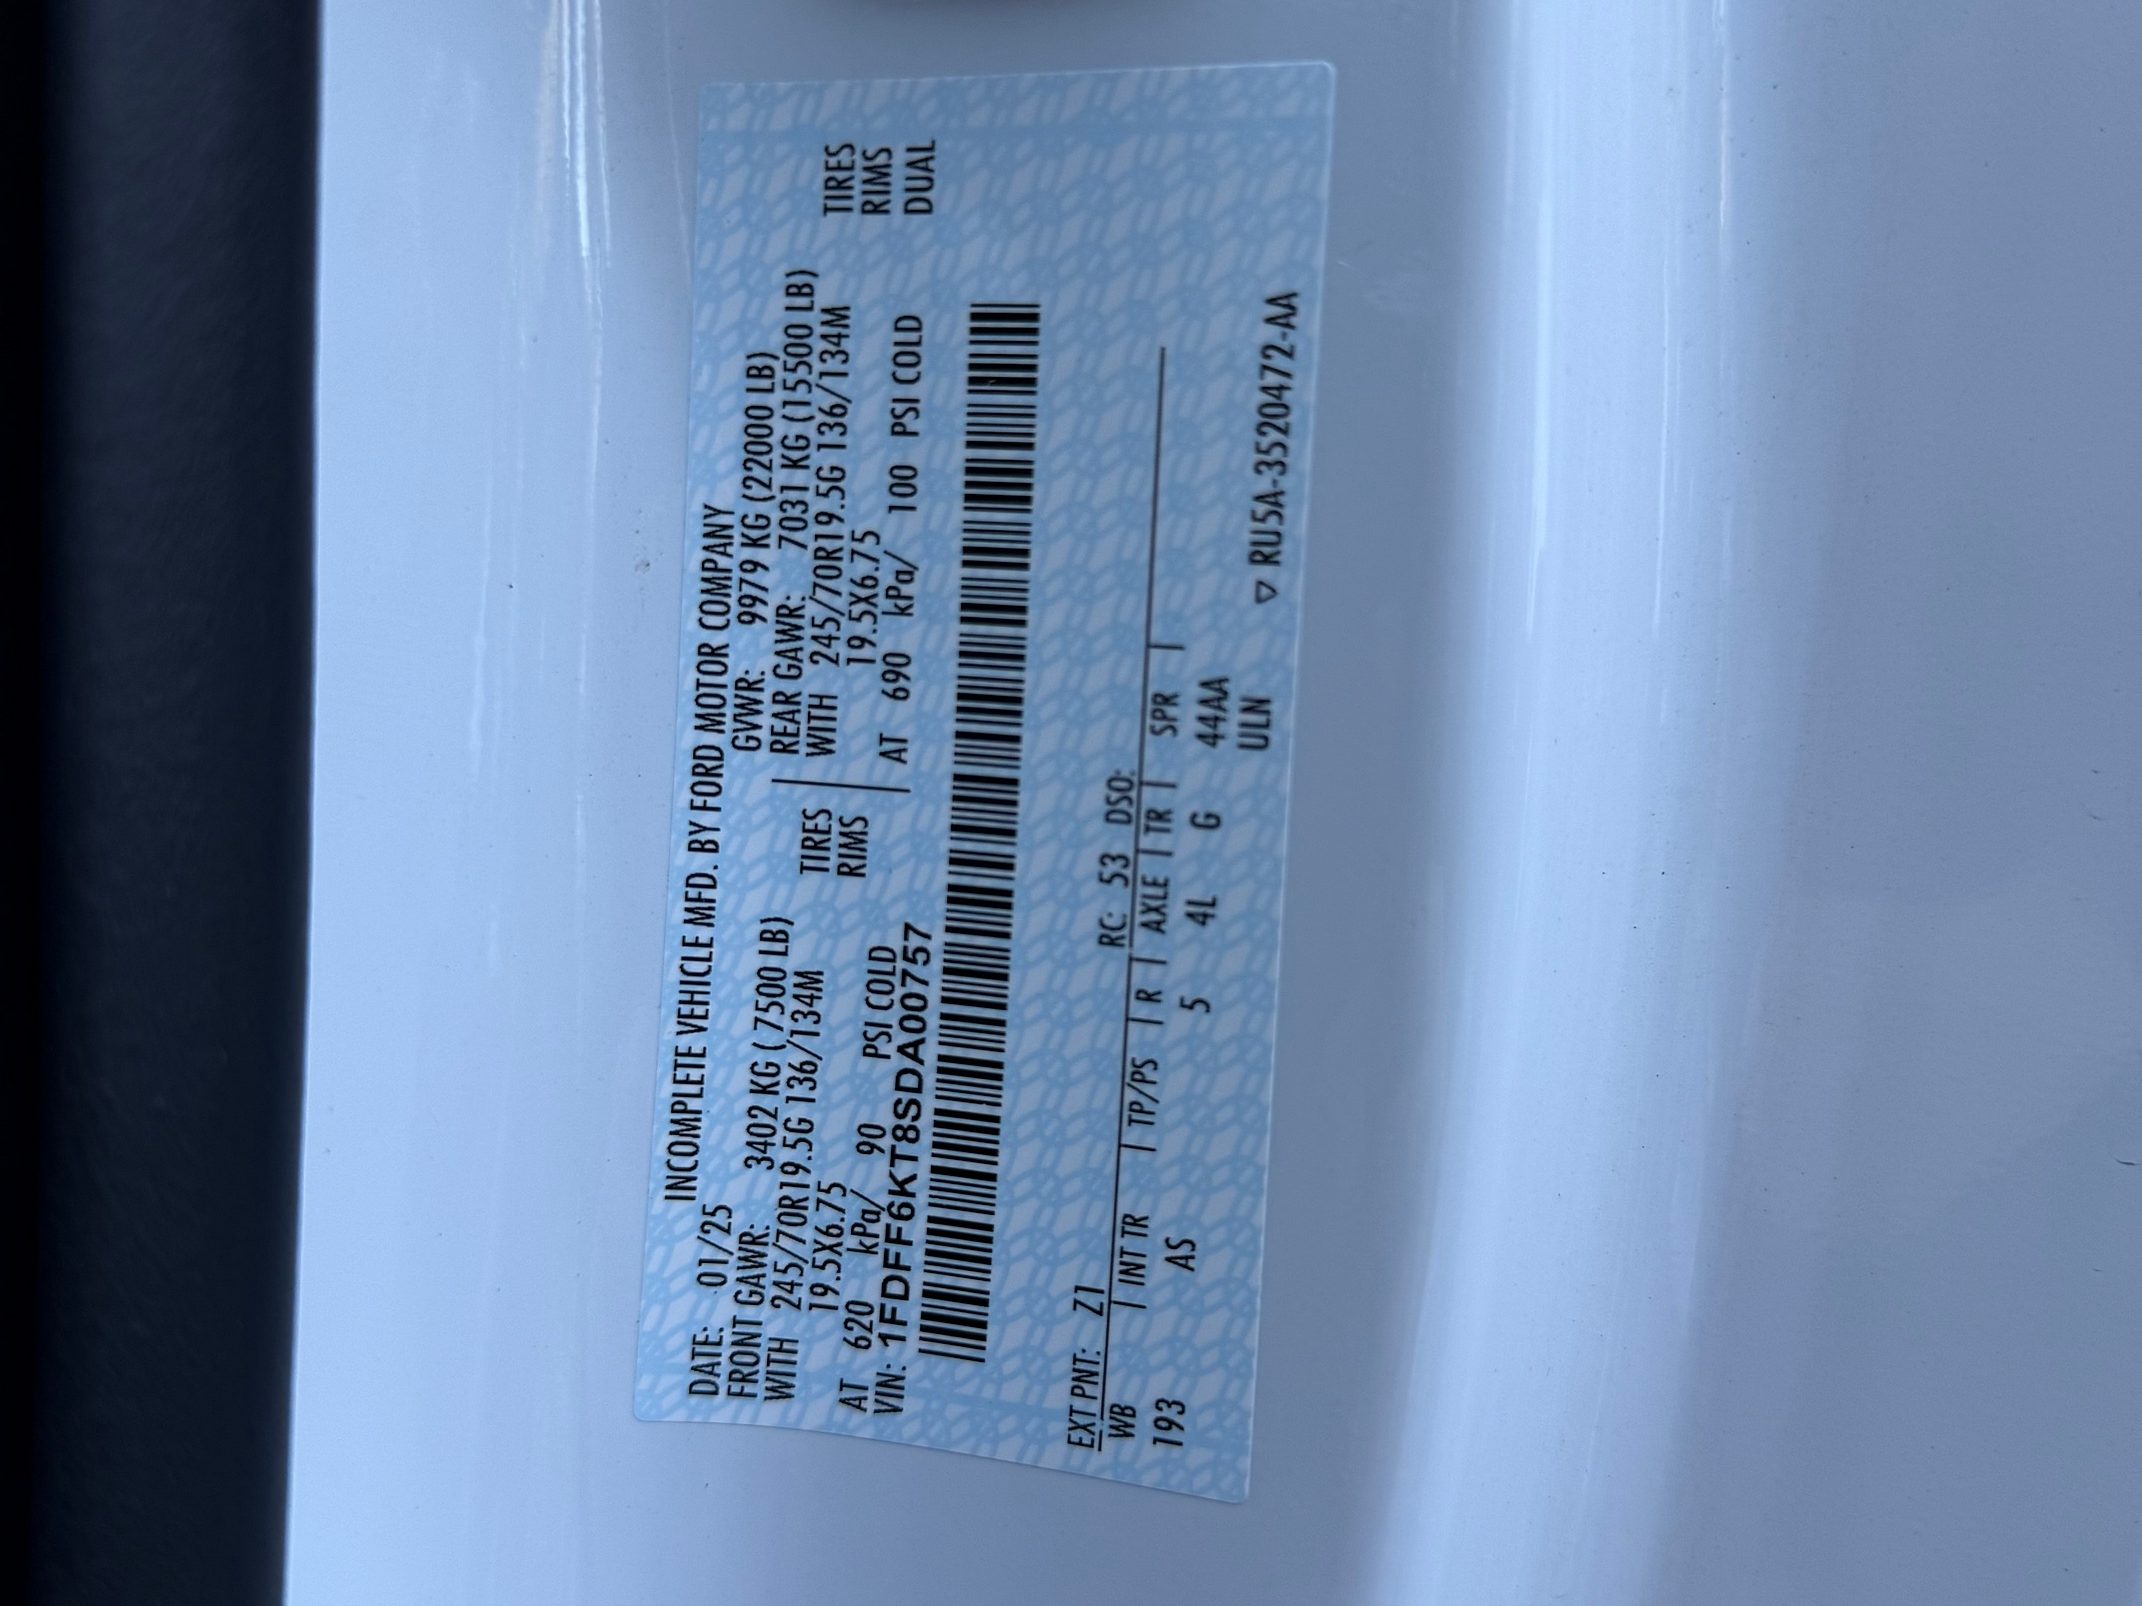 INCOMPLETE VEHICLE MFD. BY FORD MOTOR COMPANY
DATE: 01/25 GVWR: 9979 KG (22000 LB)
FRONT GAWR: 3402 KG ( 7500 LB) REAR GAWR: 7031 KG (15500 LB)
WITH 245/70R19.5G 136/134M TIRES WITH 245/70R19.5G 136/134M TIRES
19.5X6.75 RIMS 19.5X6.75 RIMS
AT 620 kPa/ 90 PSI COLD AT 690 kPa/ 100 PSI COLD DUAL
VIN: 1FDFF6KT8SDA00757
EXT PNT: Z1 RC: 53 DSO:
WB | INT TR | TP/PS | R | AXLE | TR | SPR |
193 AS 5 4L G 44AA
ULN
▽ RU5A-3520472-AA